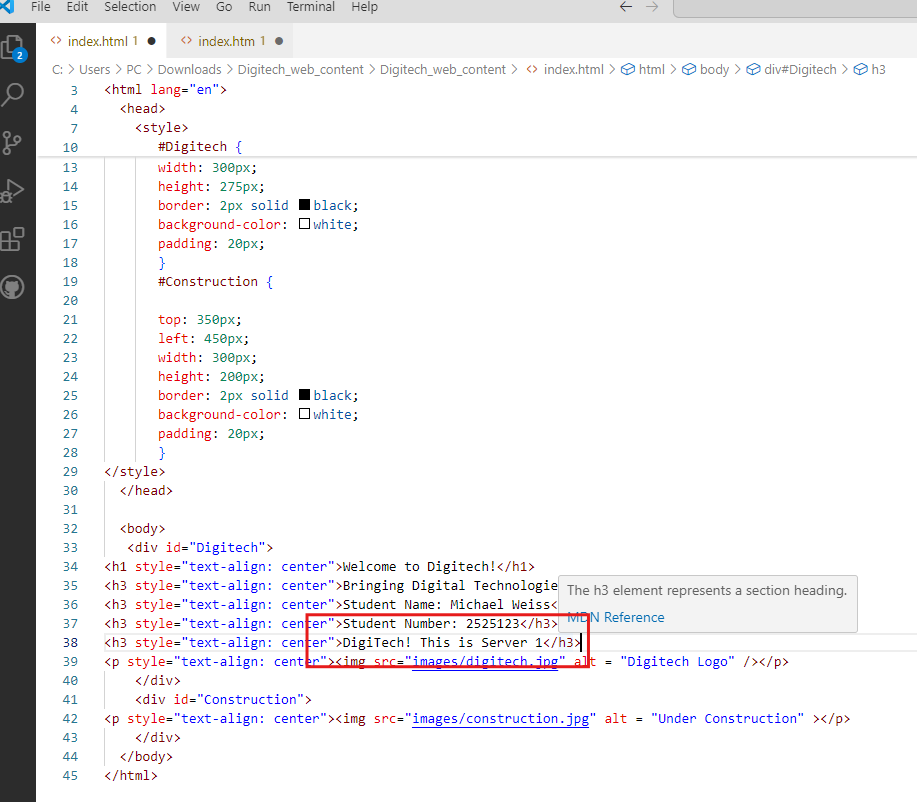 File Edit Selection View Go Run Terminal Help
index.html 1 index.htm 1
2
C: > Users > PC > Downloads > Digitech_web_content > Digitech_web_content > index.html > html > body > div#Digitech > h3
3 <html lang="en">
4 <head>
7 <style>
10 #Digitech {
13 width: 300px;
14 height: 275px;
15 border: 2px solid black;
16 background-color: white;
17 padding: 20px;
18 }
19 #Construction {
20
21 top: 350px;
22 left: 450px;
23 width: 300px;
24 height: 200px;
25 border: 2px solid black;
26 background-color: white;
27 padding: 20px;
28 }
29 </style>
30 </head>
31
32 <body>
33 <div id="Digitech">
34 <h1 style="text-align: center">Welcome to Digitech!</h1>
35 <h3 style="text-align: center">Bringing Digital Technologie
The h3 element represents a section heading.
36 <h3 style="text-align: center">Student Name: Michael Weiss<
MDN Reference
37 <h3 style="text-align: center">Student Number: 2525123</h3>
38 <h3 style="text-align: center">DigiTech! This is Server 1</h3>
39 <p style="text-align: center"><img src="images/digitech.jpg" alt = "Digitech Logo" /></p>
40 </div>
41 <div id="Construction">
42 <p style="text-align: center"><img src="images/construction.jpg" alt = "Under Construction" ></p>
43 </div>
44 </body>
45 </html>